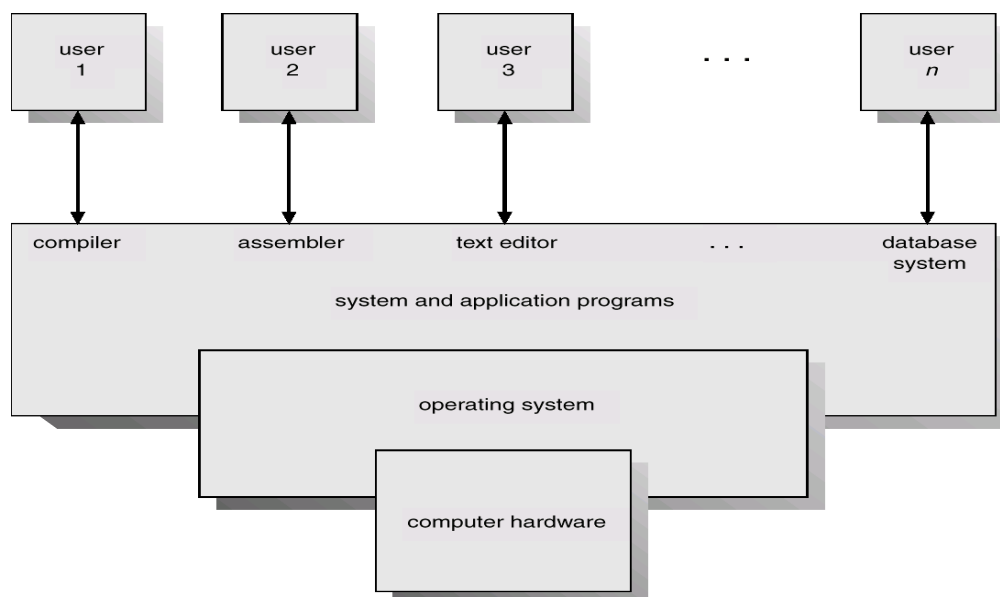 user
1
user
2
user
3
. . .
user
n
compiler
assembler
text editor
. . .
database
system
system and application programs
operating system
computer hardware